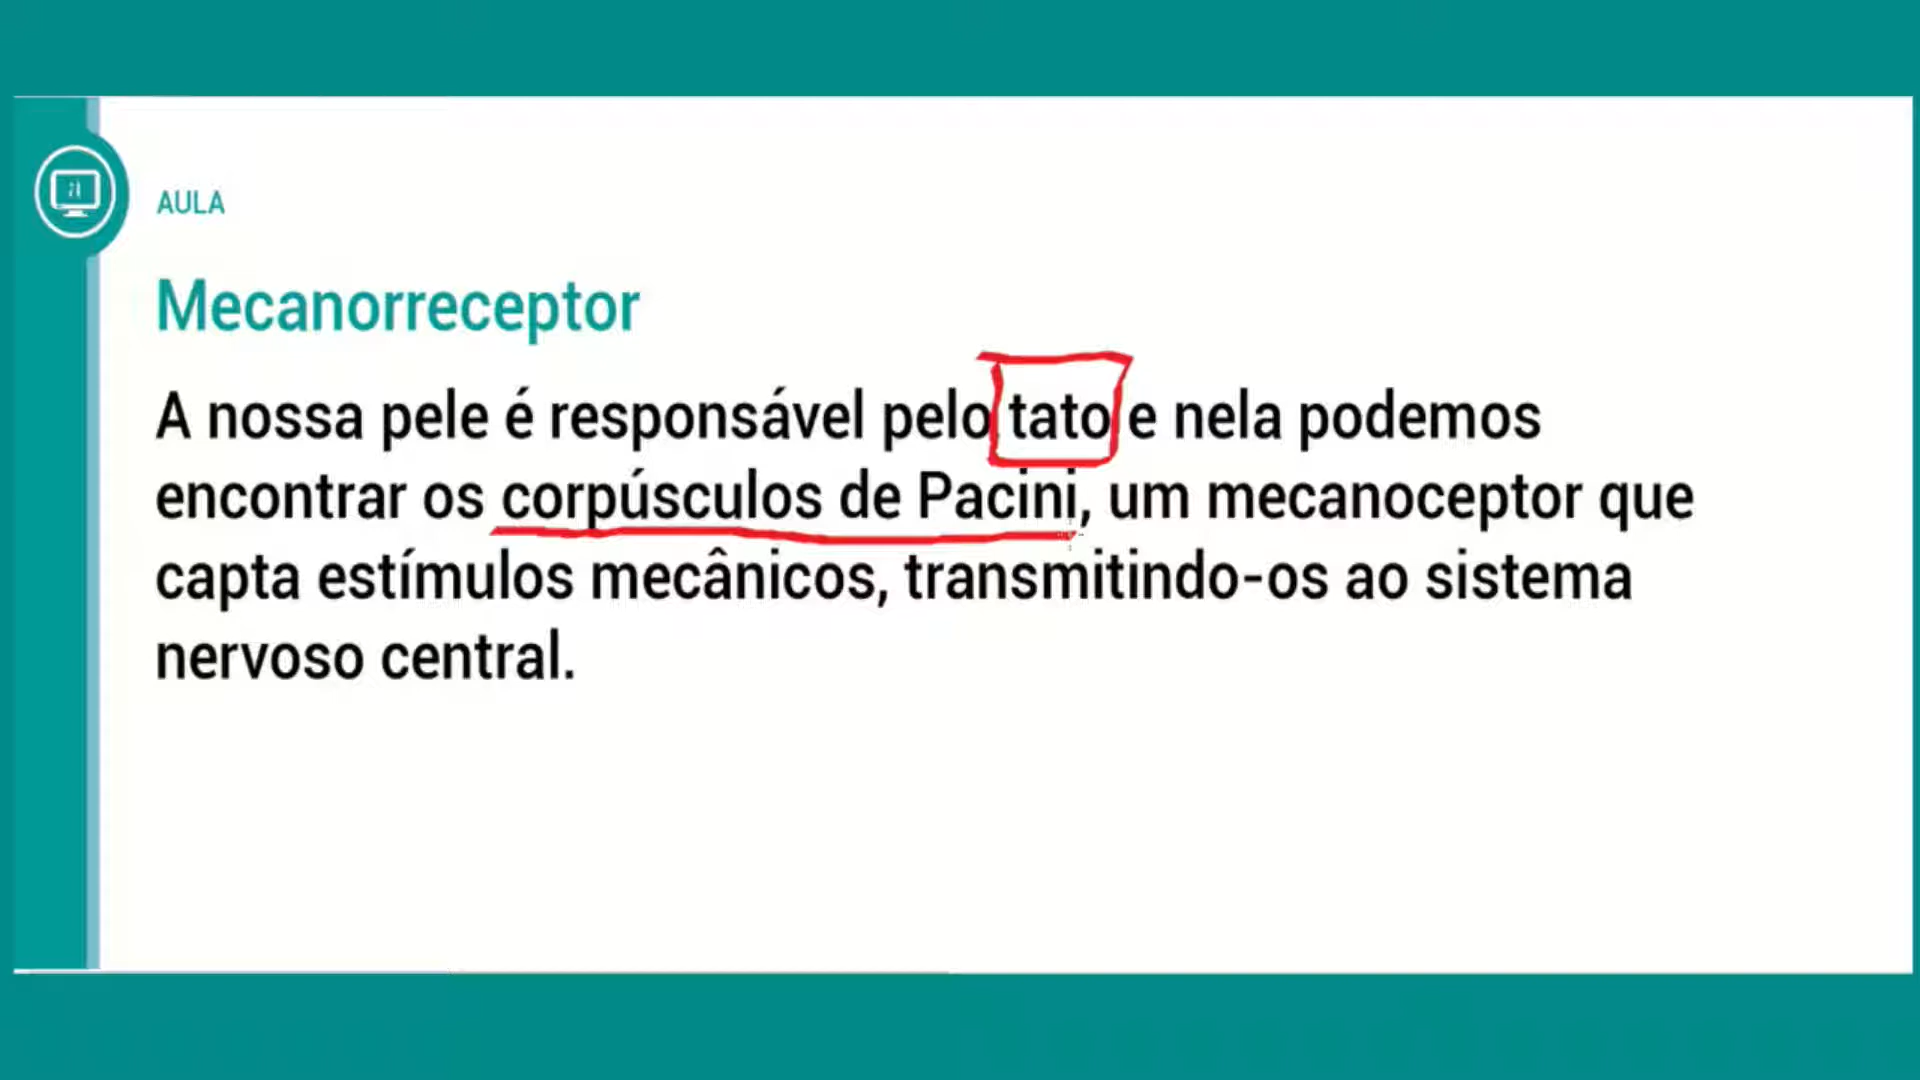 AULA
Mecanorreceptor
A nossa pele é responsável pelo tato e nela podemos
encontrar os corpúsculos de Pacini, um mecanoceptor que
capta estímulos mecânicos, transmitindo-os ao sistema
nervoso central.